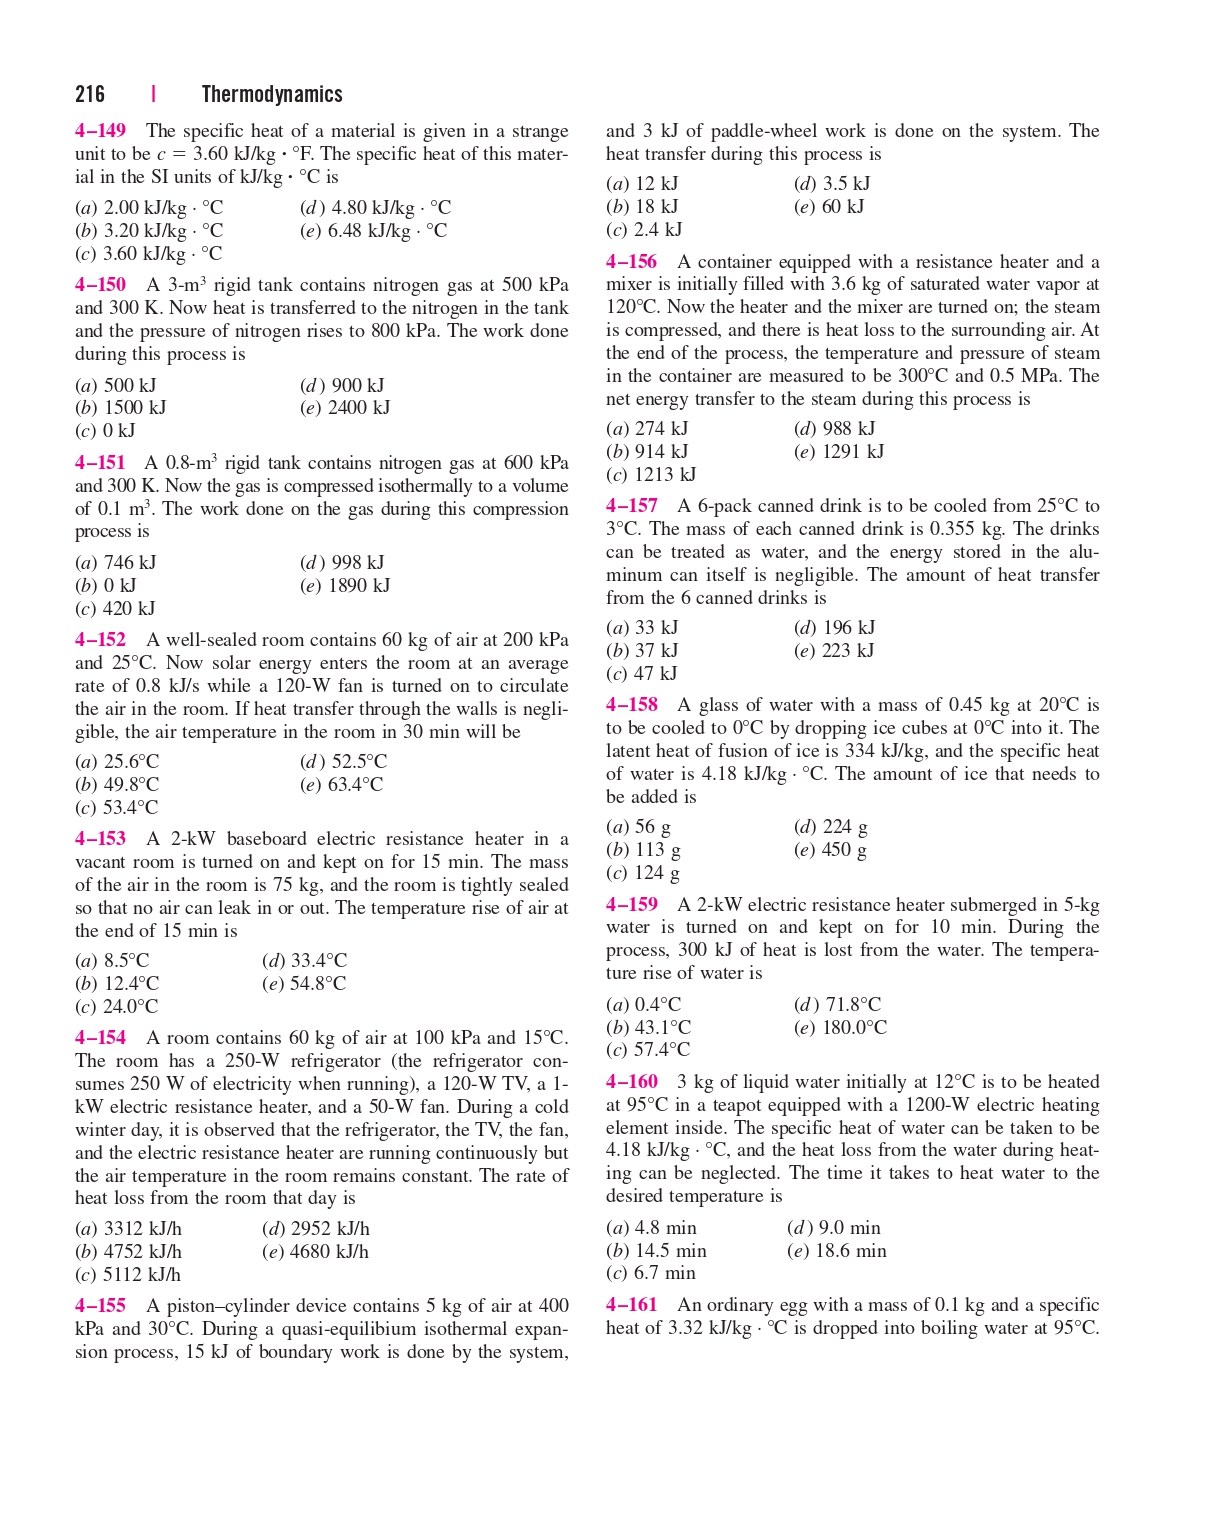 216 | Thermodynamics
4–149 The specific heat of a material is given in a strange
unit to be c = 3.60 kJ/kg · °F. The specific heat of this mater-
ial in the SI units of kJ/kg · °C is
(a) 2.00 kJ/kg · °C (d) 4.80 kJ/kg · °C
(b) 3.20 kJ/kg · °C (e) 6.48 kJ/kg · °C
(c) 3.60 kJ/kg · °C
4–150 A 3-m³ rigid tank contains nitrogen gas at 500 kPa
and 300 K. Now heat is transferred to the nitrogen in the tank
and the pressure of nitrogen rises to 800 kPa. The work done
during this process is
(a) 500 kJ (d) 900 kJ
(b) 1500 kJ (e) 2400 kJ
(c) 0 kJ
4–151 A 0.8-m³ rigid tank contains nitrogen gas at 600 kPa
and 300 K. Now the gas is compressed isothermally to a volume
of 0.1 m³. The work done on the gas during this compression
process is
(a) 746 kJ (d) 998 kJ
(b) 0 kJ (e) 1890 kJ
(c) 420 kJ
4–152 A well-sealed room contains 60 kg of air at 200 kPa
and 25°C. Now solar energy enters the room at an average
rate of 0.8 kJ/s while a 120-W fan is turned on to circulate
the air in the room. If heat transfer through the walls is negli-
gible, the air temperature in the room in 30 min will be
(a) 25.6°C (d) 52.5°C
(b) 49.8°C (e) 63.4°C
(c) 53.4°C
4–153 A 2-kW baseboard electric resistance heater in a
vacant room is turned on and kept on for 15 min. The mass
of the air in the room is 75 kg, and the room is tightly sealed
so that no air can leak in or out. The temperature rise of air at
the end of 15 min is
(a) 8.5°C (d) 33.4°C
(b) 12.4°C (e) 54.8°C
(c) 24.0°C
4–154 A room contains 60 kg of air at 100 kPa and 15°C.
The room has a 250-W refrigerator (the refrigerator con-
sumes 250 W of electricity when running), a 120-W TV, a 1-
kW electric resistance heater, and a 50-W fan. During a cold
winter day, it is observed that the refrigerator, the TV, the fan,
and the electric resistance heater are running continuously but
the air temperature in the room remains constant. The rate of
heat loss from the room that day is
(a) 3312 kJ/h (d) 2952 kJ/h
(b) 4752 kJ/h (e) 4680 kJ/h
(c) 5112 kJ/h
4–155 A piston–cylinder device contains 5 kg of air at 400
kPa and 30°C. During a quasi-equilibium isothermal expan-
sion process, 15 kJ of boundary work is done by the system,
and 3 kJ of paddle-wheel work is done on the system. The
heat transfer during this process is
(a) 12 kJ (d) 3.5 kJ
(b) 18 kJ (e) 60 kJ
(c) 2.4 kJ
4–156 A container equipped with a resistance heater and a
mixer is initially filled with 3.6 kg of saturated water vapor at
120°C. Now the heater and the mixer are turned on; the steam
is compressed, and there is heat loss to the surrounding air. At
the end of the process, the temperature and pressure of steam
in the container are measured to be 300°C and 0.5 MPa. The
net energy transfer to the steam during this process is
(a) 274 kJ (d) 988 kJ
(b) 914 kJ (e) 1291 kJ
(c) 1213 kJ
4–157 A 6-pack canned drink is to be cooled from 25°C to
3°C. The mass of each canned drink is 0.355 kg. The drinks
can be treated as water, and the energy stored in the alu-
minum can itself is negligible. The amount of heat transfer
from the 6 canned drinks is
(a) 33 kJ (d) 196 kJ
(b) 37 kJ (e) 223 kJ
(c) 47 kJ
4–158 A glass of water with a mass of 0.45 kg at 20°C is
to be cooled to 0°C by dropping ice cubes at 0°C into it. The
latent heat of fusion of ice is 334 kJ/kg, and the specific heat
of water is 4.18 kJ/kg · °C. The amount of ice that needs to
be added is
(a) 56 g (d) 224 g
(b) 113 g (e) 450 g
(c) 124 g
4–159 A 2-kW electric resistance heater submerged in 5-kg
water is turned on and kept on for 10 min. During the
process, 300 kJ of heat is lost from the water. The tempera-
ture rise of water is
(a) 0.4°C (d) 71.8°C
(b) 43.1°C (e) 180.0°C
(c) 57.4°C
4–160 3 kg of liquid water initially at 12°C is to be heated
at 95°C in a teapot equipped with a 1200-W electric heating
element inside. The specific heat of water can be taken to be
4.18 kJ/kg · °C, and the heat loss from the water during heat-
ing can be neglected. The time it takes to heat water to the
desired temperature is
(a) 4.8 min (d) 9.0 min
(b) 14.5 min (e) 18.6 min
(c) 6.7 min
4–161 An ordinary egg with a mass of 0.1 kg and a specific
heat of 3.32 kJ/kg · °C is dropped into boiling water at 95°C.